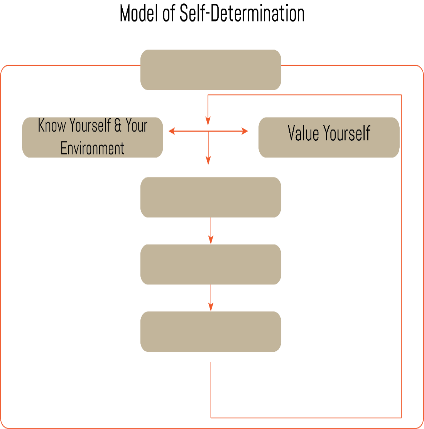 Model of Self-Determination
Know Yourself & Your
Environment
Value Yourself